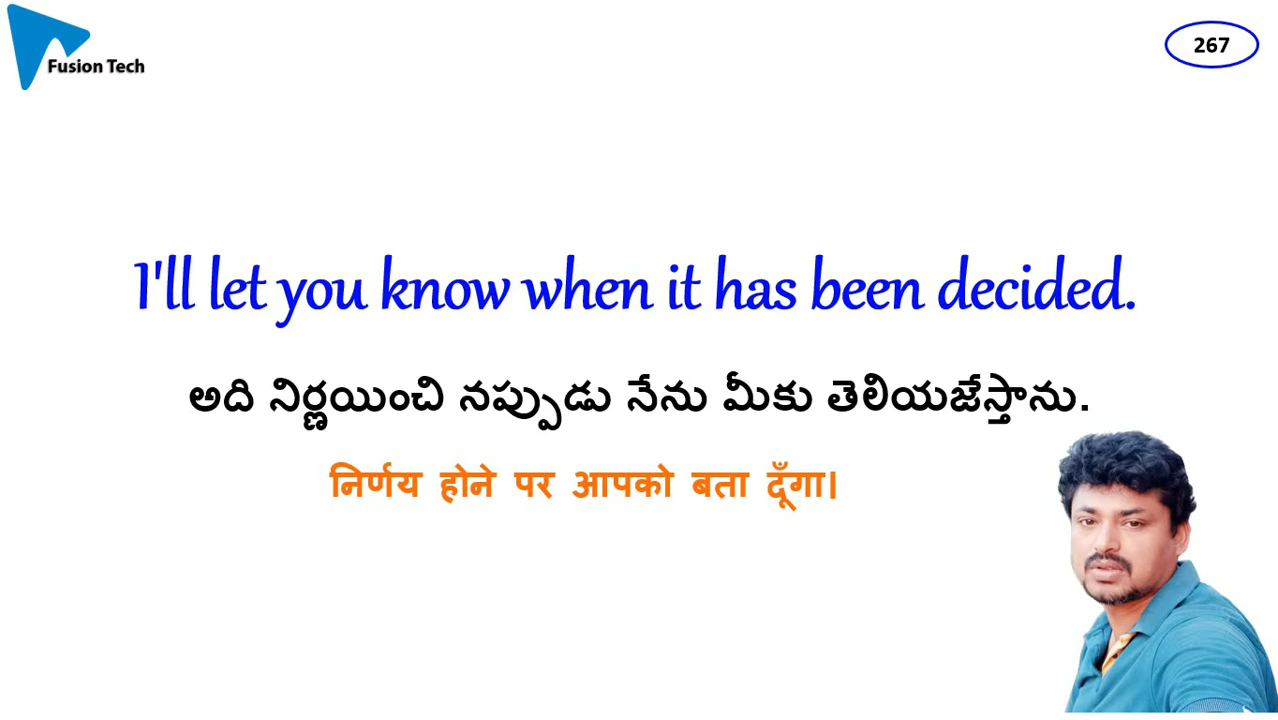 Fusion Tech
267
I'll let you know when it has been decided.
అది నిర్ణయించి నప్పుడు నేను మీకు తెలియజేస్తాను.
निर्णय होने पर आपको बता दूँगा।